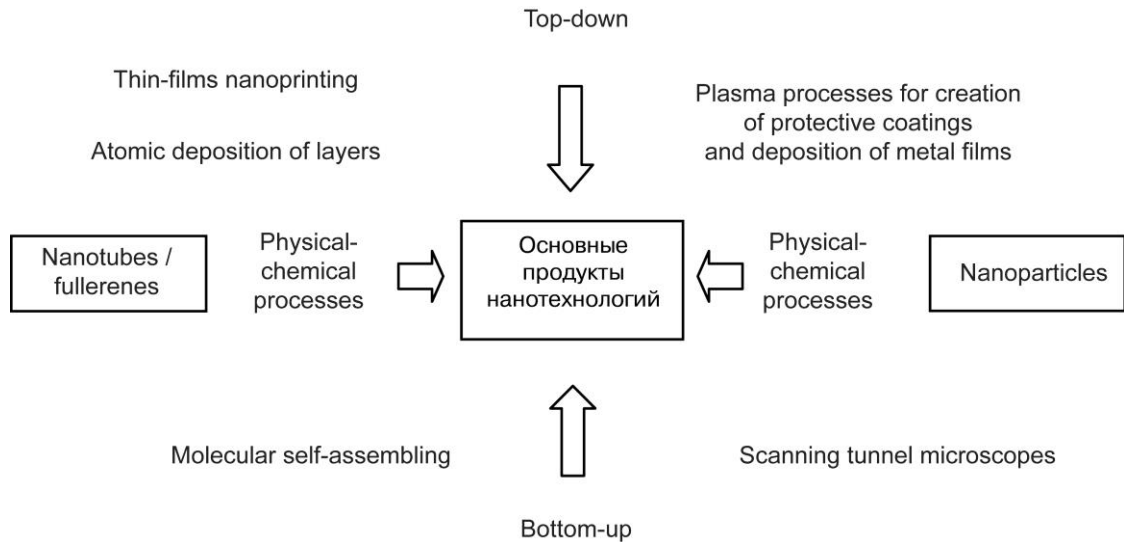 Top-down
Thin-films nanoprinting
Plasma processes for creation
of protective coatings
and deposition of metal films
Atomic deposition of layers
Nanotubes /
fullerenes
Physical-
chemical
processes
Основные
продукты
нанотехнологий
Physical-
chemical
processes
Nanoparticles
Molecular self-assembling
Scanning tunnel microscopes
Bottom-up